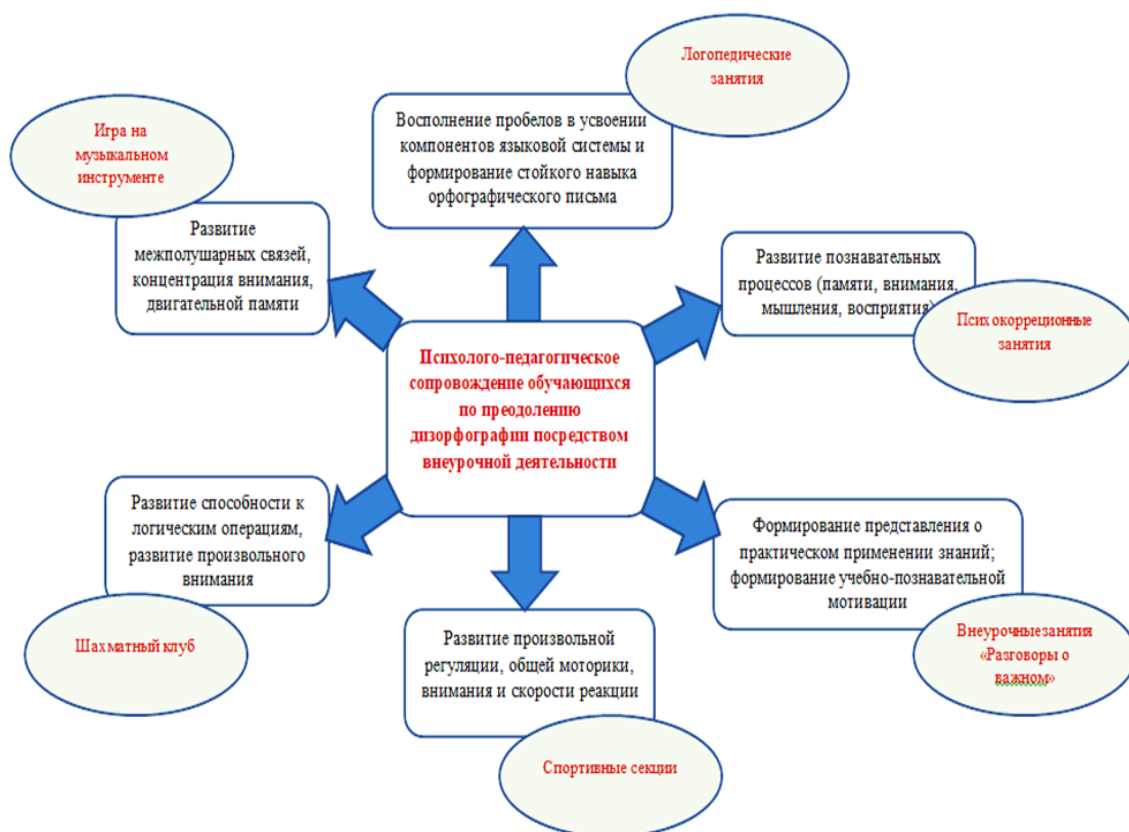 Логопедические
занятия
Восполнение пробелов в усвоении
компонентов языковой системы и
формирование стойкого навыка
орфографического письма
Игра на
музыкальном
инструменте
Развитие
межполушарных связей,
концентрация внимания,
двигательной памяти
Развитие познавательных
процессов (памяти, внимания,
мышления, восприятия)
Психокоррекционные
занятия
Психолого-педагогическое
сопровождение обучающихся
по преодолению
дизорфографии посредством
внеурочной деятельности
Развитие способности к
логическим операциям,
развитие произвольного
внимания
Шахматный клуб
Формирование представления о
практическом применении знаний;
формирование учебно-познавательной
мотивации
Внеурочные занятия
«Разговоры о
важном»
Развитие произвольной
регуляции, общей моторики,
внимания и скорости реакции
Спортивные секции